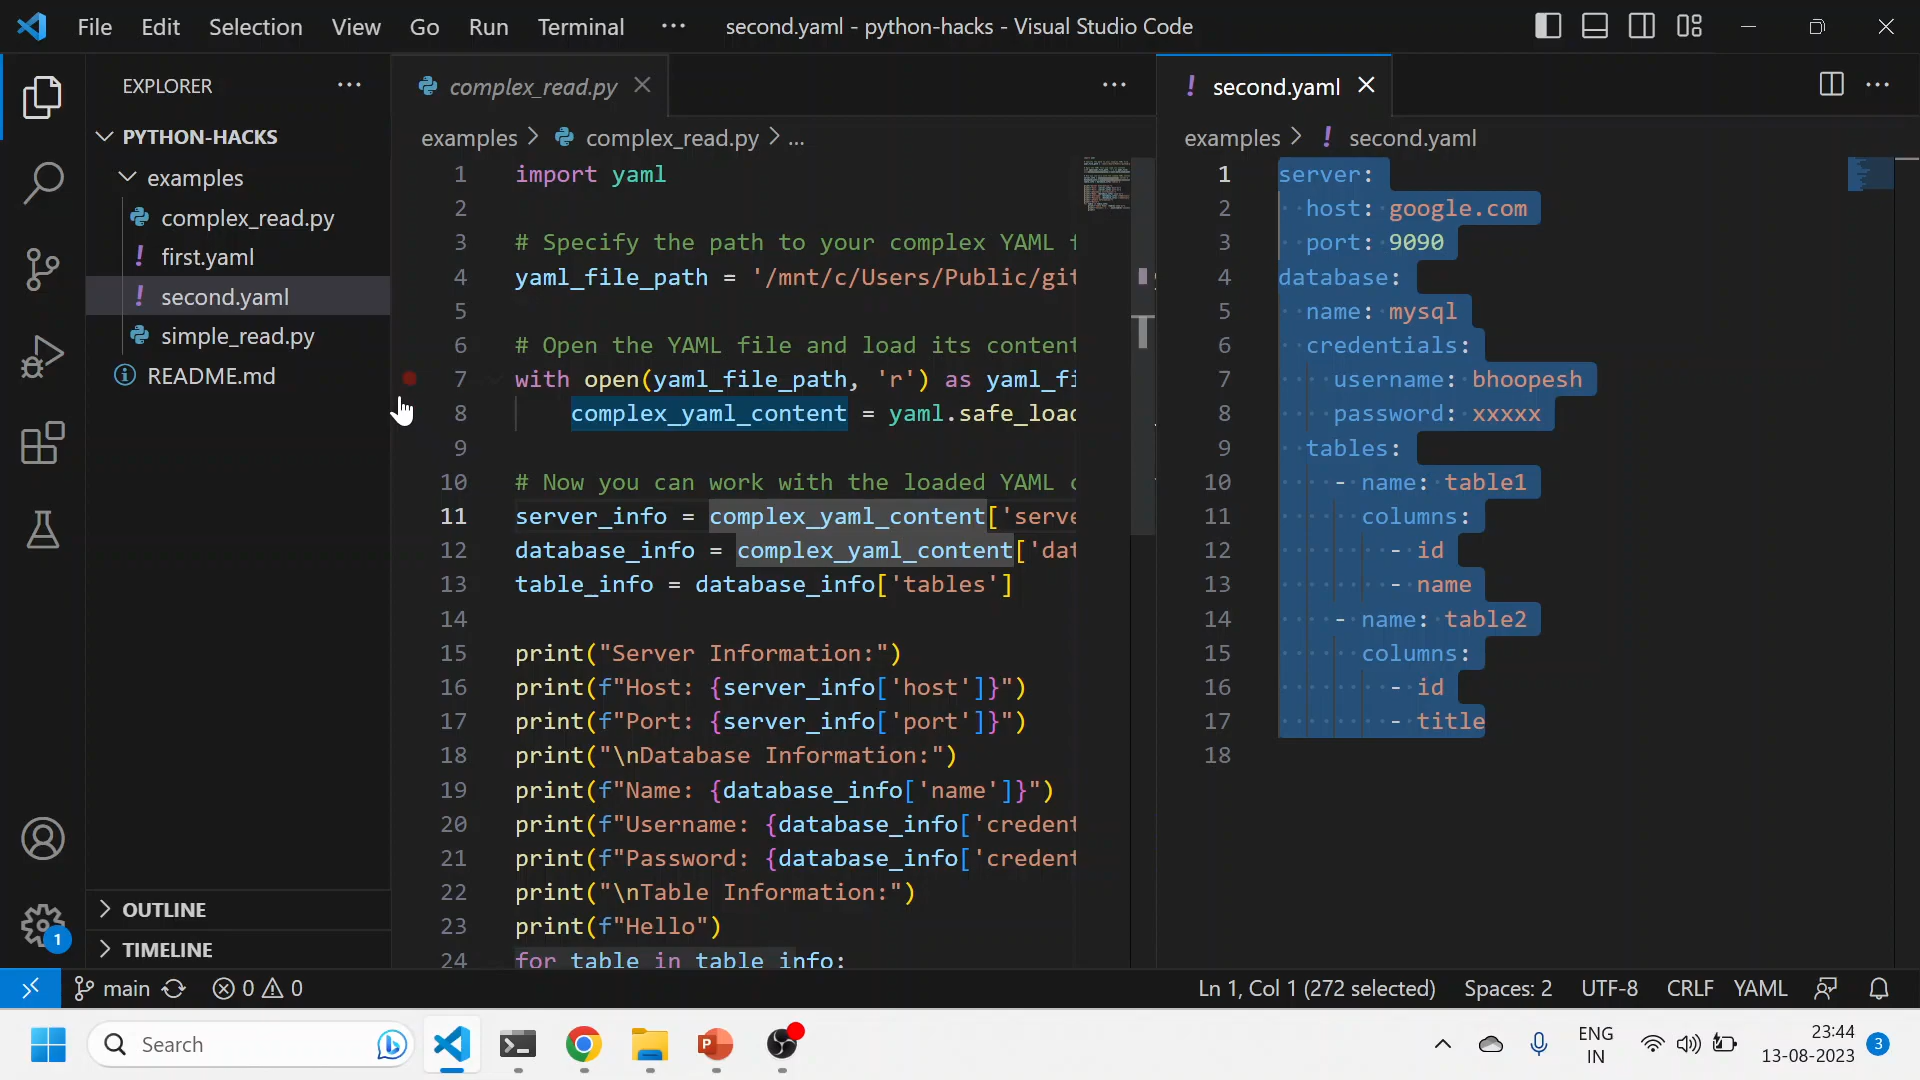 File Edit Selection View Go Run Terminal ··· second.yaml - python-hacks - Visual Studio Code
EXPLORER ···
PYTHON-HACKS
examples
complex_read.py
first.yaml
second.yaml
simple_read.py
README.md
OUTLINE
TIMELINE
1
complex_read.py ···
examples > complex_read.py > ...
1 import yaml
2
3 # Specify the path to your complex YAML f
4 yaml_file_path = '/mnt/c/Users/Public/git
5
6 # Open the YAML file and load its content
7 with open(yaml_file_path, 'r') as yaml_fi
8 complex_yaml_content = yaml.safe_load
9
10 # Now you can work with the loaded YAML c
11 server_info = complex_yaml_content['serve
12 database_info = complex_yaml_content['dat
13 table_info = database_info['tables']
14
15 print("Server Information:")
16 print(f"Host: {server_info['host']}")
17 print(f"Port: {server_info['port']}")
18 print("\nDatabase Information:")
19 print(f"Name: {database_info['name']}")
20 print(f"Username: {database_info['credent
21 print(f"Password: {database_info['credent
22 print("\nTable Information:")
23 print(f"Hello")
24 for table in table_info:
! second.yaml ···
examples > ! second.yaml
1 server:
2 host: google.com
3 port: 9090
4 database:
5 name: mysql
6 credentials:
7 username: bhoopesh
8 password: xxxxx
9 tables:
10 - name: table1
11 columns:
12 - id
13 - name
14 - name: table2
15 columns:
16 - id
17 - title
18
main 0 0 Ln 1, Col 1 (272 selected) Spaces: 2 UTF-8 CRLF YAML
Search
ENG
IN
23:44
13-08-2023
3